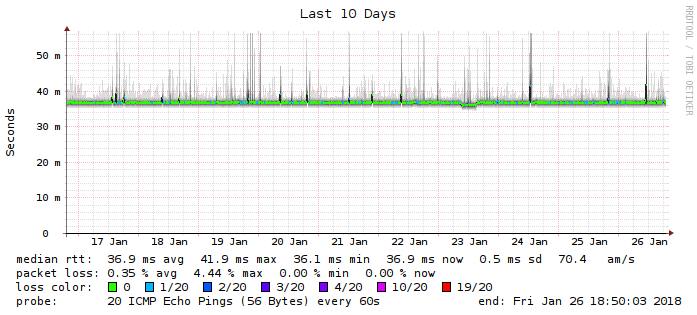 Last 10 Days
RRDTOOL / TOBI OETIKER
Seconds
50 m
40 m
30 m
20 m
10 m
0
17 Jan 18 Jan 19 Jan 20 Jan 21 Jan 22 Jan 23 Jan 24 Jan 25 Jan 26 Jan
median rtt: 36.9 ms avg 41.9 ms max 36.1 ms min 36.9 ms now 0.5 ms sd 70.4 am/s
packet loss: 0.35 % avg 4.44 % max 0.00 % min 0.00 % now
loss color: 0 1/20 2/20 3/20 4/20 10/20 19/20
probe: 20 ICMP Echo Pings (56 Bytes) every 60s end: Fri Jan 26 18:50:03 2018